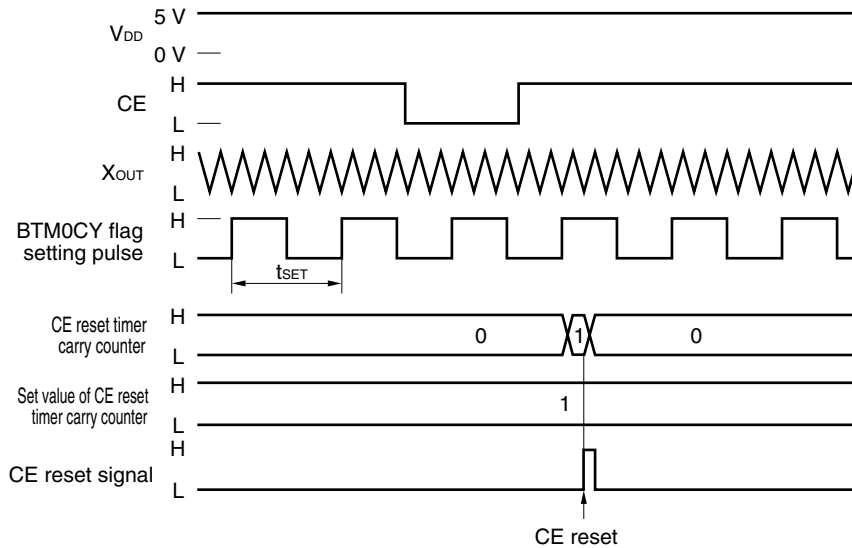 5 V
VDD
0 V
H
CE
L
H
XOUT
L
H
BTM0CY flag
setting pulse
L
tSET
H
CE reset timer
carry counter
0
1
0
L
H
Set value of CE reset
timer carry counter
1
L
H
CE reset signal
L
CE reset